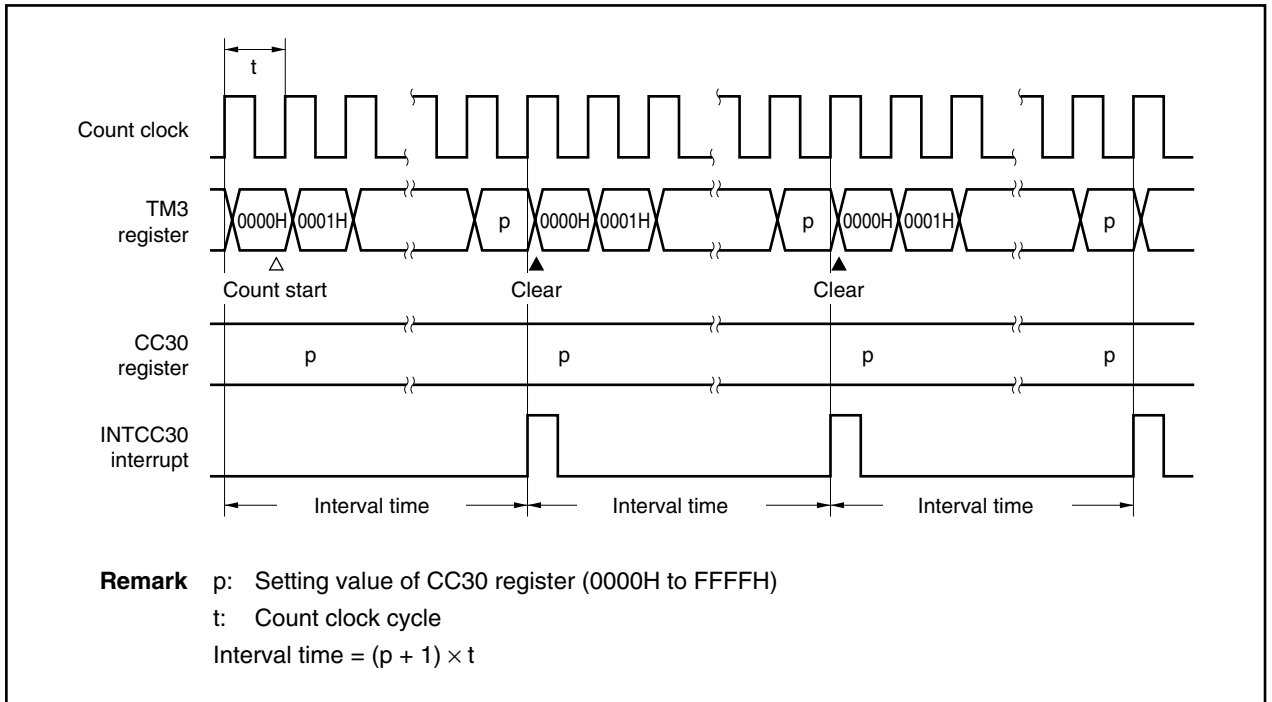 t
Count clock
TM3
register
0000H 0001H p 0000H 0001H p 0000H 0001H p
Count start Clear Clear
CC30
register
p p p p
INTCC30
interrupt
Interval time Interval time Interval time
Remark p: Setting value of CC30 register (0000H to FFFFH)
t: Count clock cycle
Interval time = (p + 1) × t